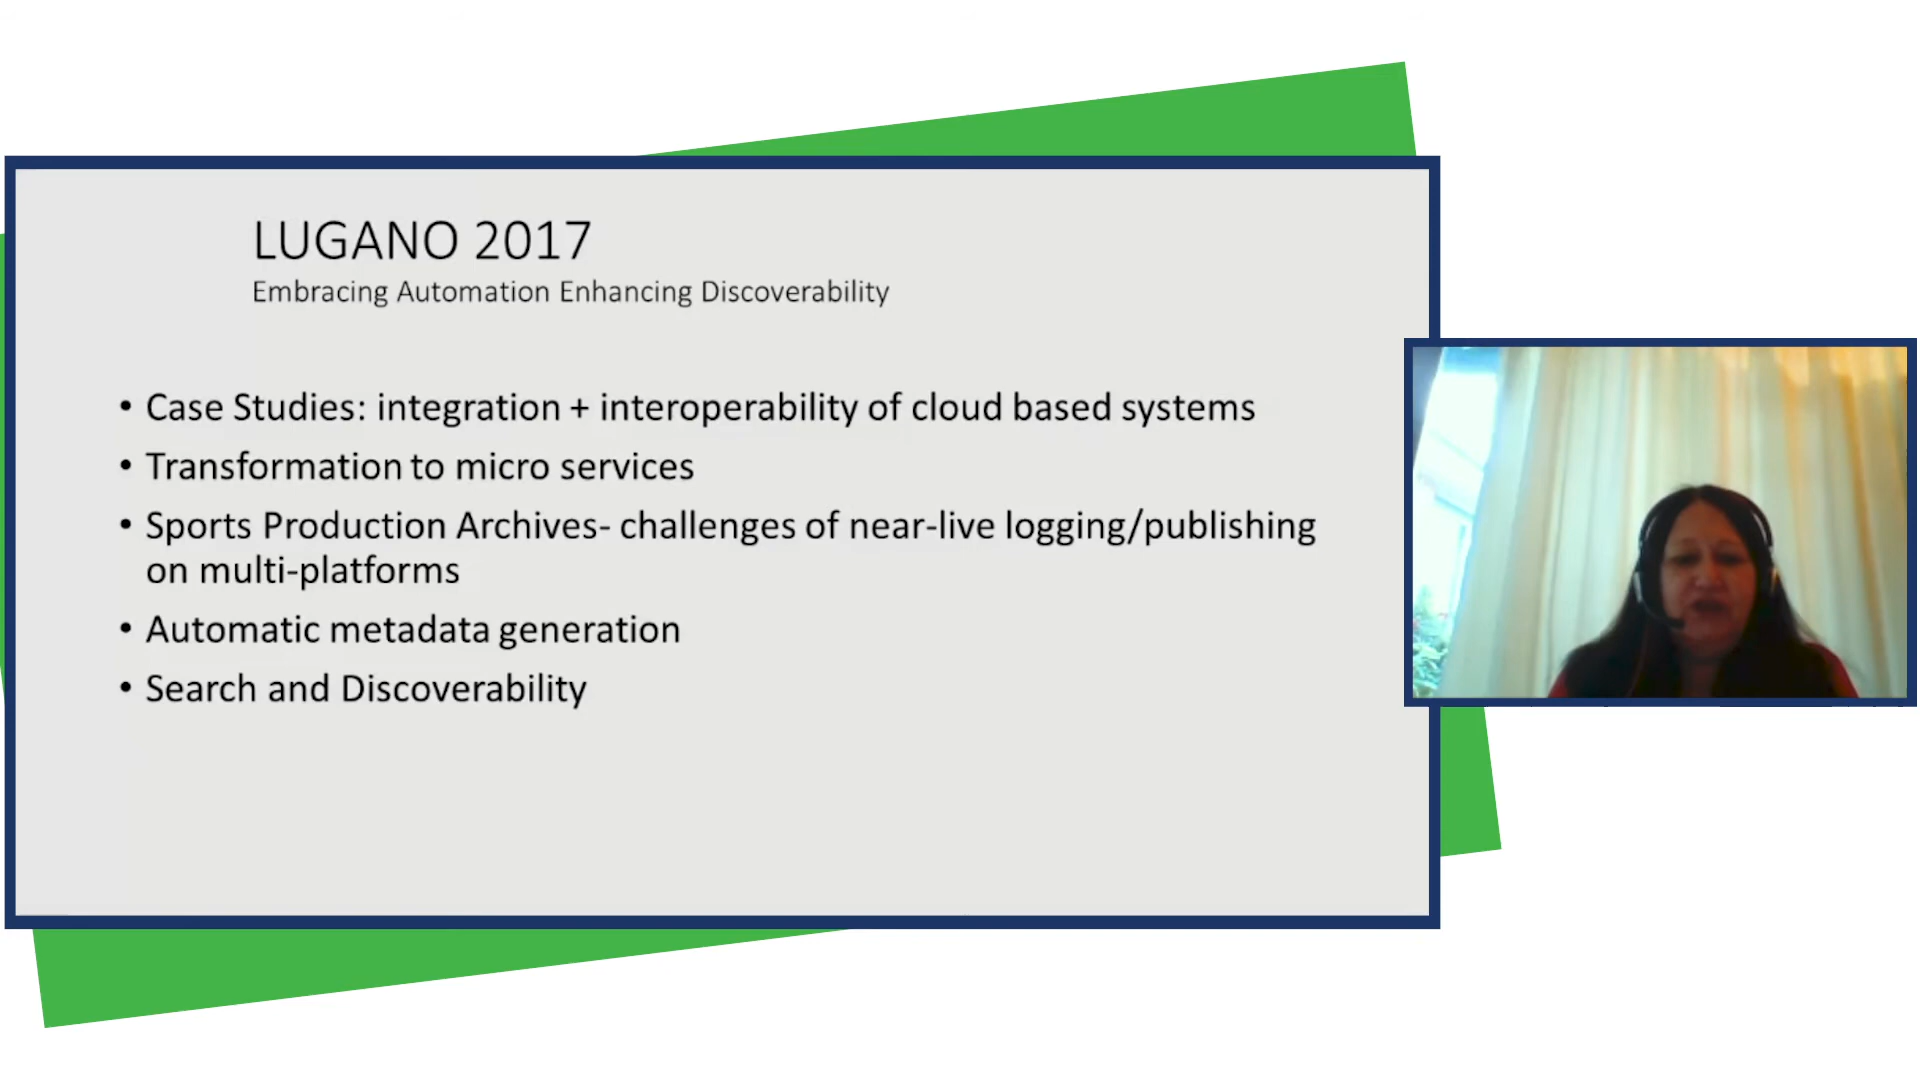 LUGANO 2017
Embracing Automation Enhancing Discoverability
• Case Studies: integration + interoperability of cloud based systems
• Transformation to micro services
• Sports Production Archives- challenges of near-live logging/publishing
on multi-platforms
• Automatic metadata generation
• Search and Discoverability